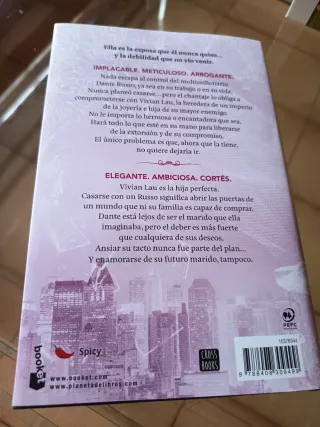 Ella es la esposa que él nunca quiso...
y la debilidad que no vio venir.
IMPLACABLE. METICULOSO. ARROGANTE.
Nada escapa al control del multimillonario
Dante Russo, ya sea en su trabajo o en su vida.
Nunca planeó casarse... pero el chantaje le obliga a
comprometerse con Vivian Lau, la heredera de un imperio
de la joyería e hija de su mayor enemigo.
No le importa lo hermosa o encantadora que sea.
Hará todo lo que esté en su mano para liberarse
de la extorsión y de su compromiso.
El único problema es que, ahora que la tiene,
no quiere dejarla ir.
ELEGANTE. AMBICIOSA. CORTÉS.
Vivian Lau es la hija perfecta.
Casarse con un Russo significa abrir las puertas de
un mundo que ni su familia es capaz de comprar.
Dante está lejos de ser el marido que ella
imaginaba, pero el deber es más fuerte
que cualquiera de sus deseos.
Ansiar su tacto nunca fue parte del plan...
Y enamorarse de su futuro marido, tampoco.
PEFC
booket
Spicy
CROSS
BOOKS
www.booket.com
www.planetadelibros.com